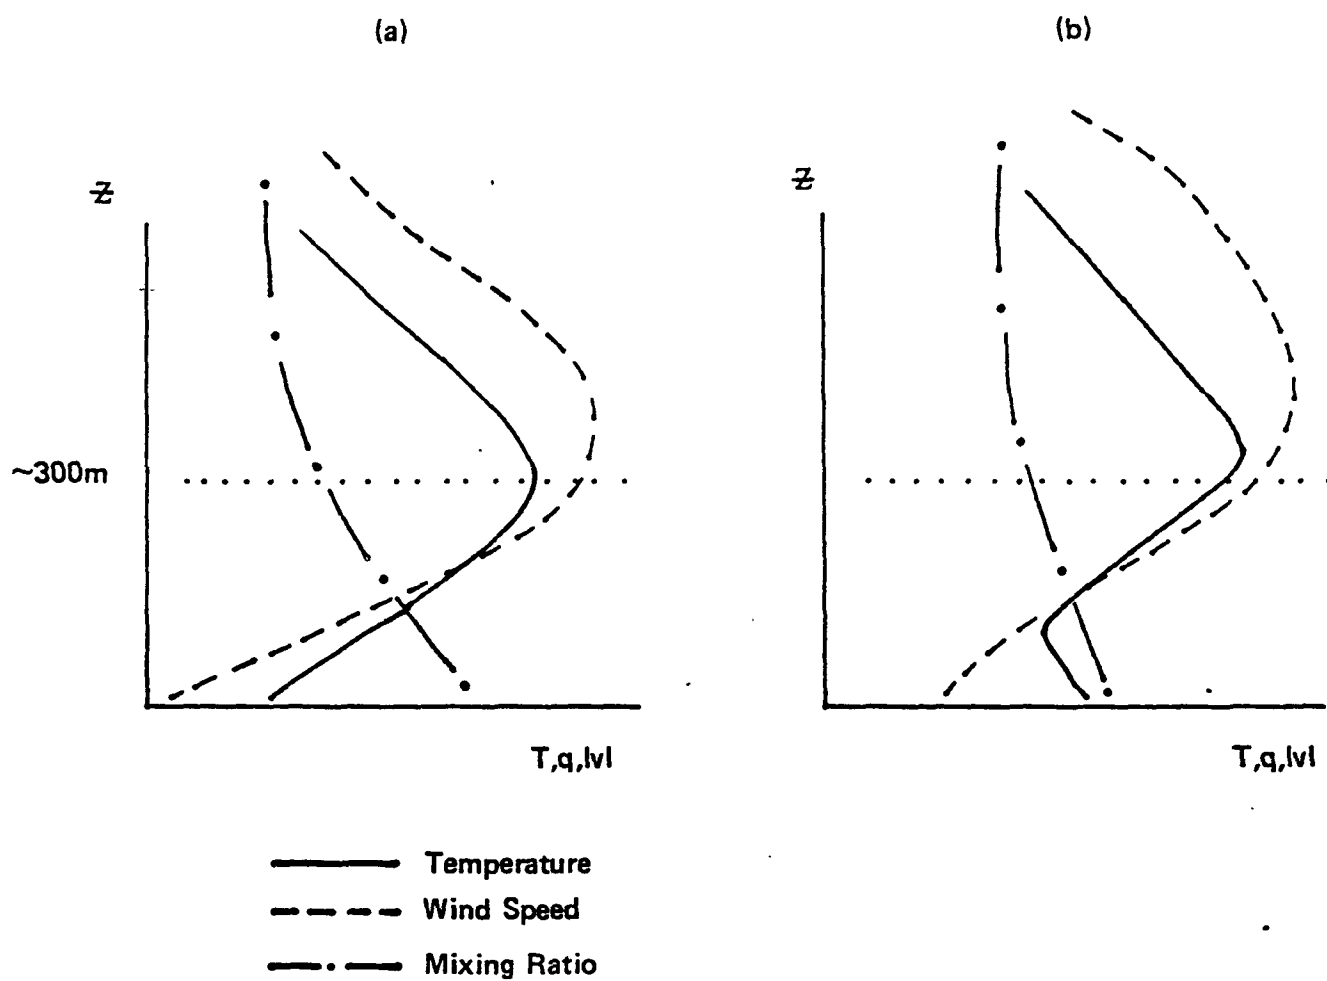 (a)
(b)
Z
Z
~300m
T,q,|v|
T,q,|v|
Temperature
Wind Speed
Mixing Ratio